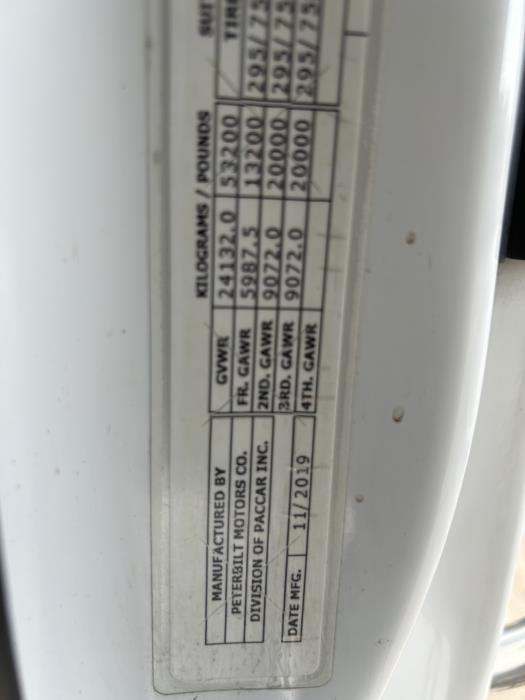 MANUFACTURED BY
PETERBILT MOTORS CO.
DIVISION OF PACCAR INC.
DATE MFG. 11/2019
KILOGRAMS / POUNDS
GVWR 24132.0 53200
FR. GAWR 5987.5 13200 295/75
2ND. GAWR 9072.0 20000 295/75
3RD. GAWR 9072.0 20000 295/75
4TH. GAWR